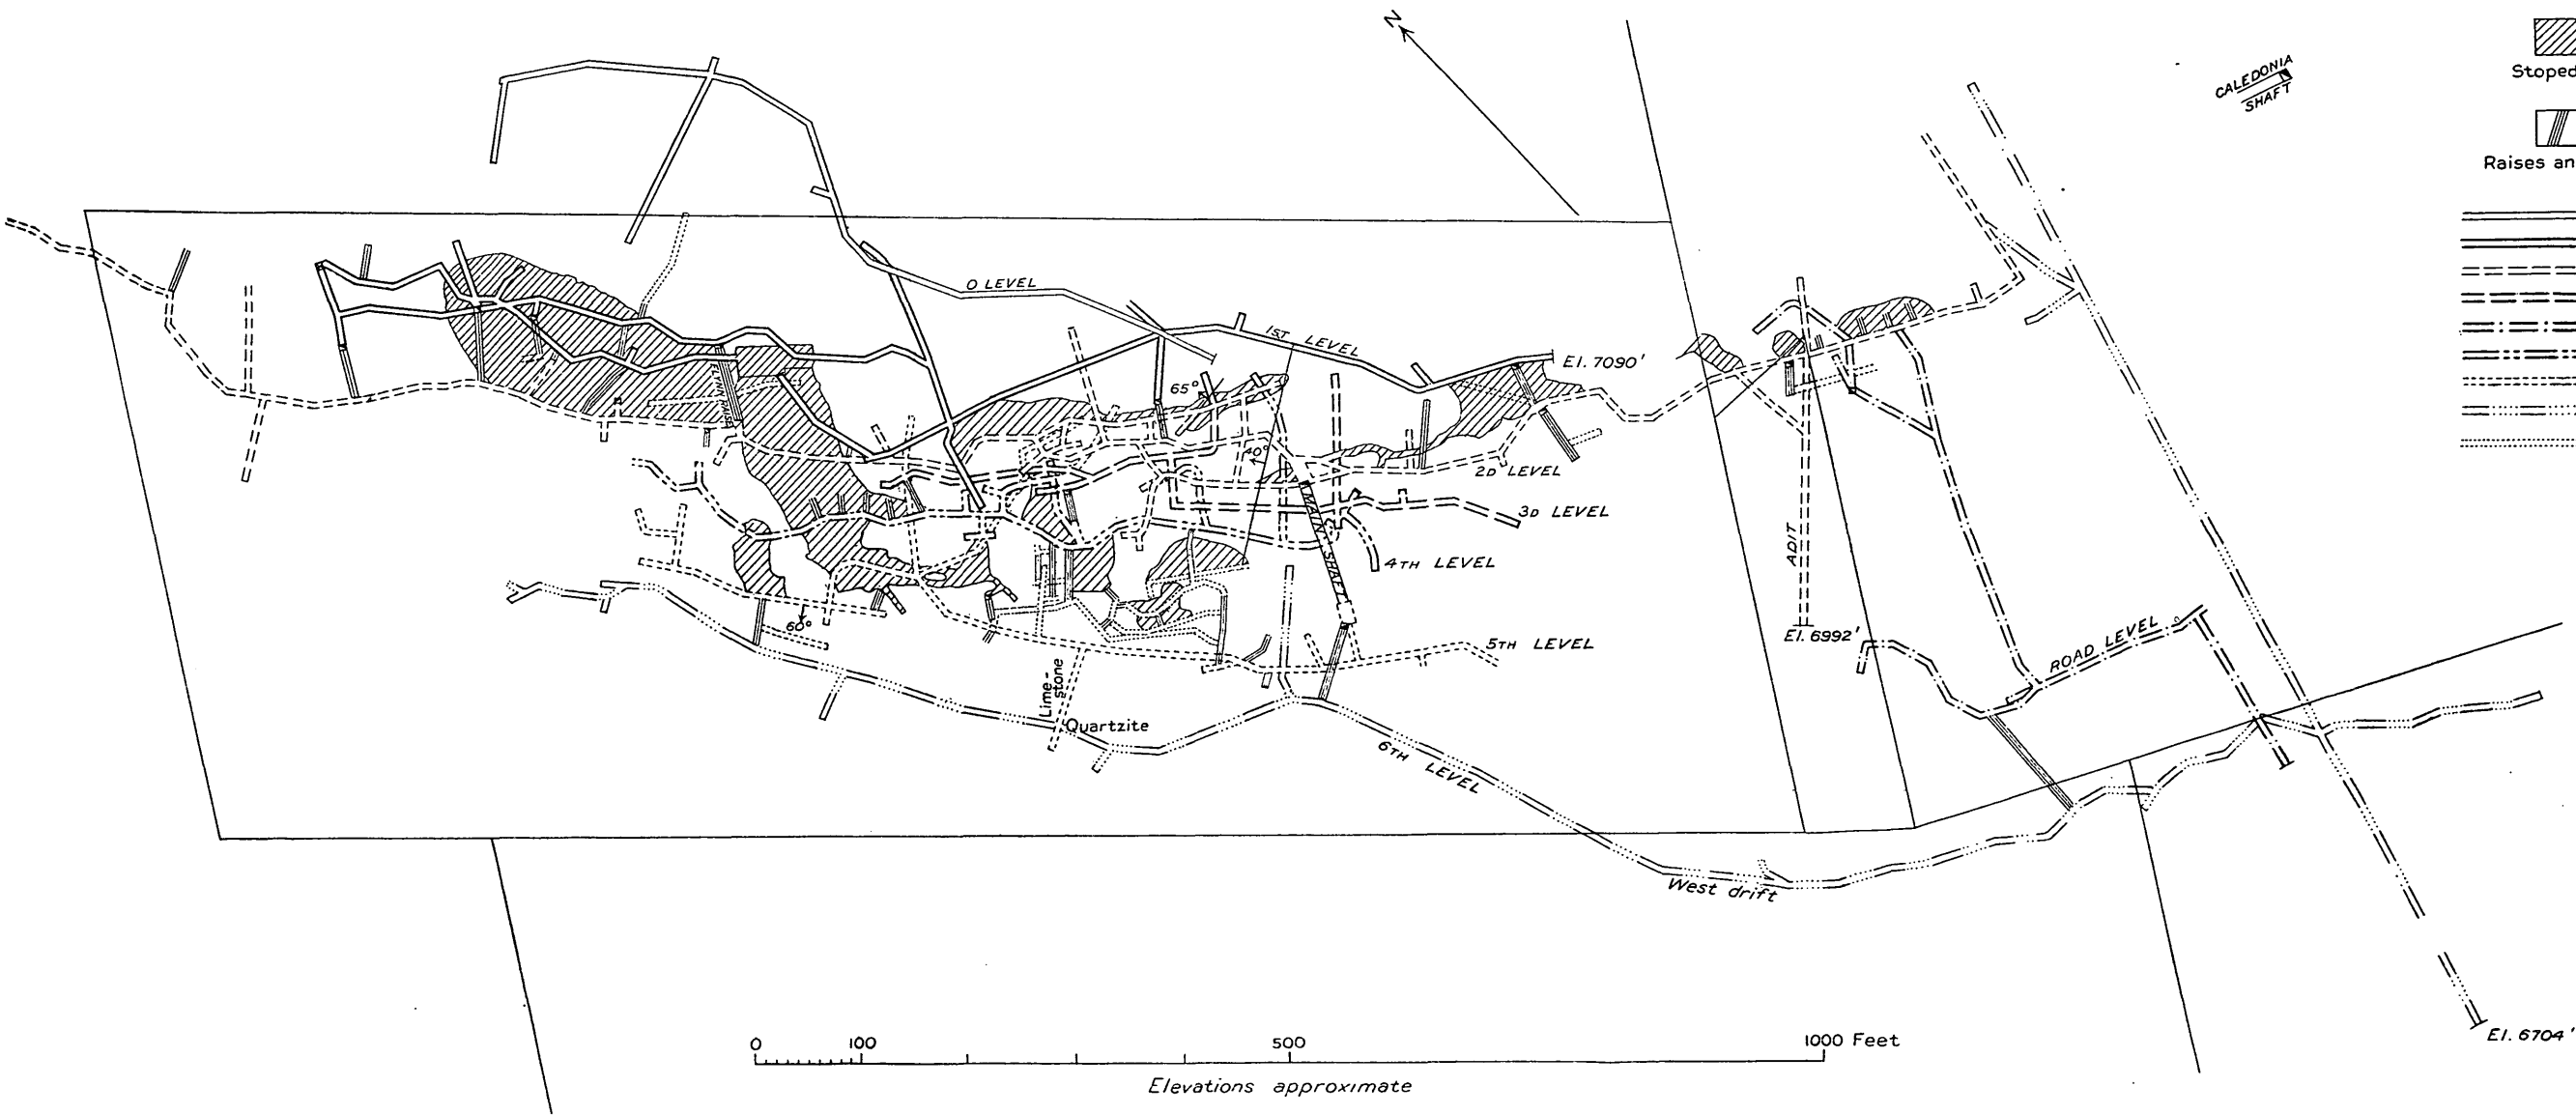 N
CALEDONIA
SHAFT
Stoped
Raises an
O LEVEL
1ST LEVEL
El. 7090'
65°
40°
2D LEVEL
3D LEVEL
MAIN SHAFT
4TH LEVEL
ADIT
60°
El. 6992'
5TH LEVEL
ROAD LEVEL
Lime-
stone
Quartzite
6TH LEVEL
West drift
El. 6704'
0 100 500 1000 Feet
Elevations approximate